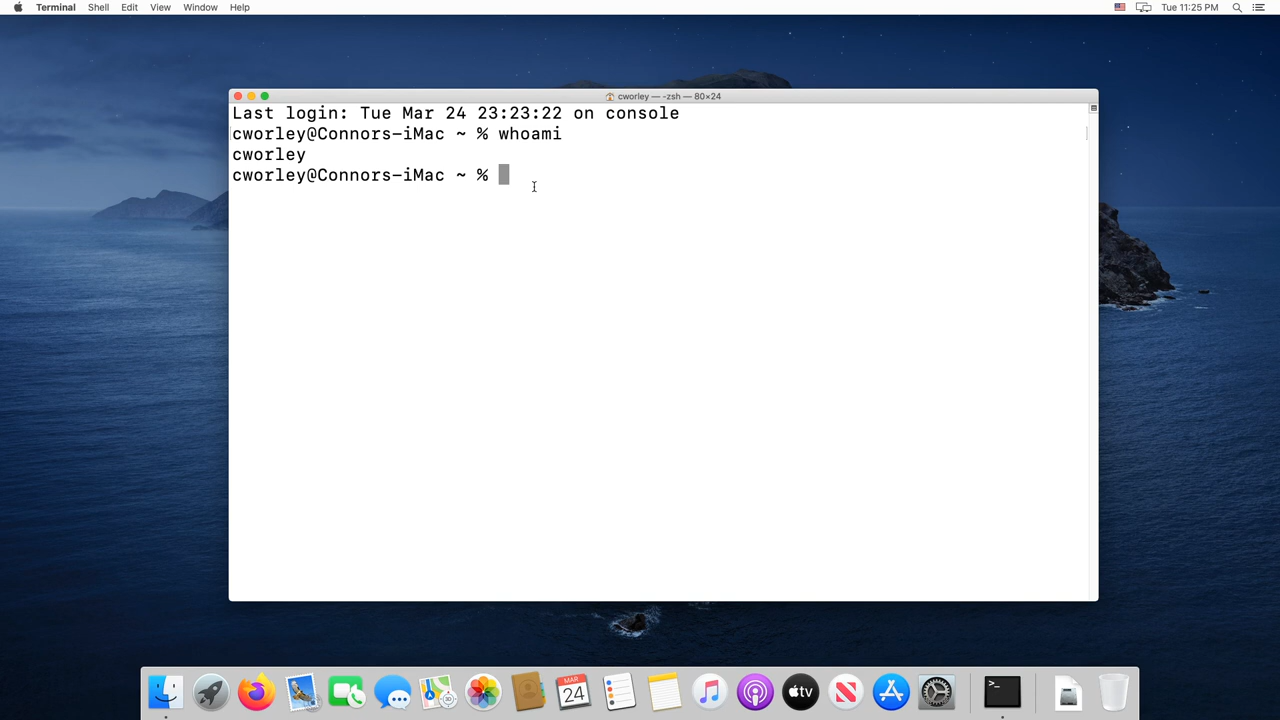 Terminal Shell Edit View Window Help Tue 11:25 PM
cworley — -zsh — 80×24
Last login: Tue Mar 24 23:23:22 on console
cworley@Connors-iMac ~ % whoami
cworley
cworley@Connors-iMac ~ %
MAR
24
tv
>_